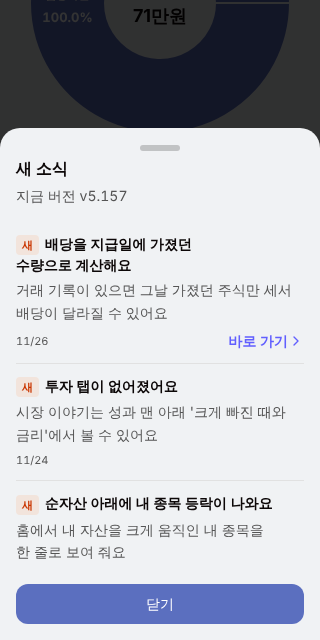 100.0%
71만원
새 소식
지금 버전 v5.157
새 배당을 지급일에 가졌던
수량으로 계산해요
거래 기록이 있으면 그날 가졌던 주식만 세서
배당이 달라질 수 있어요
11/26
바로 가기
새 투자 탭이 없어졌어요
시장 이야기는 성과 맨 아래 '크게 빠진 때와
금리'에서 볼 수 있어요
11/24
새 순자산 아래에 내 종목 등락이 나와요
홈에서 내 자산을 크게 움직인 내 종목을
한 줄로 보여 줘요
닫기